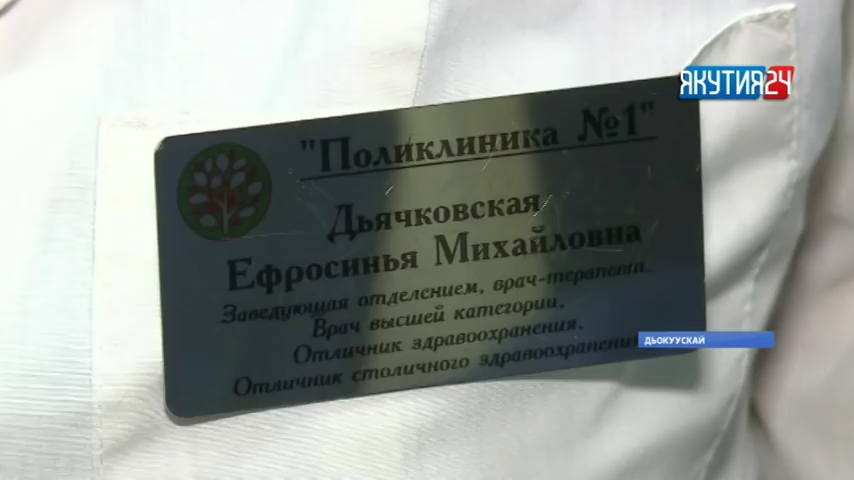 ЯКУТИЯ24
"Поликлиника №1"
Дьячковская
Ефросинья Михайловна
Заведующая отделением, врач-терапевт.
Врач высшей категории.
Отличник здравоохранения.
Отличник столичного здравоохранения
ДЬОКУУСКАЙ